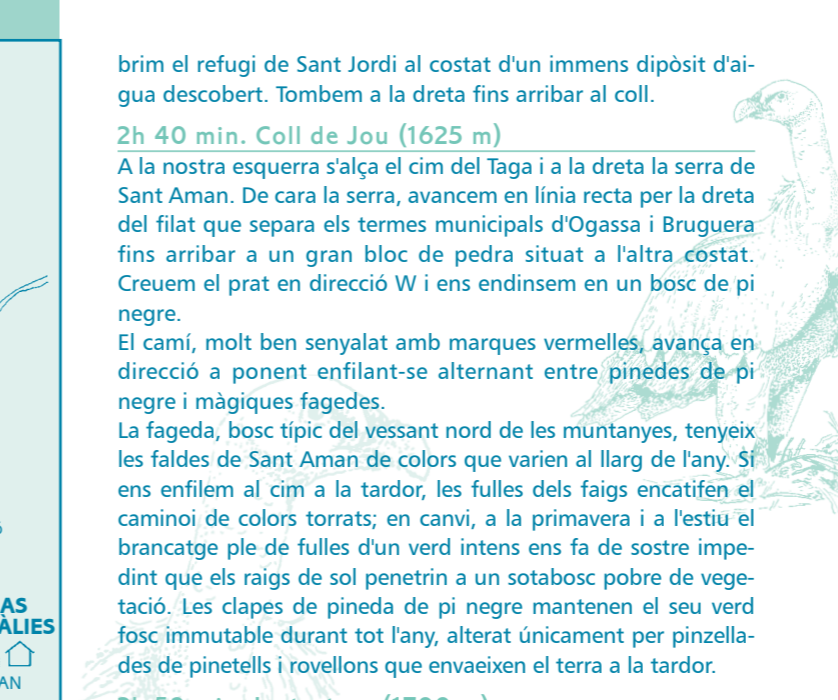 brim el refugi de Sant Jordi al costat d'un immens dipòsit d'ai-
gua descobert. Tombem a la dreta fins arribar al coll.
2h 40 min. Coll de Jou (1625 m)
A la nostra esquerra s'alça el cim del Taga i a la dreta la serra de
Sant Aman. De cara la serra, avancem en línia recta per la dreta
del filat que separa els termes municipals d'Ogassa i Bruguera
fins arribar a un gran bloc de pedra situat a l'altra costat.
Creuem el prat en direcció W i ens endinsem en un bosc de pi
negre.
El camí, molt ben senyalat amb marques vermelles, avança en
direcció a ponent enfilant-se alternant entre pinedes de pi
negre i màgiques fagedes.
La fageda, bosc típic del vessant nord de les muntanyes, tenyeix
les faldes de Sant Aman de colors que varien al llarg de l'any. Si
ens enfilem al cim a la tardor, les fulles dels faigs encatifen el
caminoi de colors torrats; en canvi, a la primavera i a l'estiu el
brancatge ple de fulles d'un verd intens ens fa de sostre impe-
dint que els raigs de sol penetrin a un sotabosc pobre de vege-
tació. Les clapes de pineda de pi negre mantenen el seu verd
fosc immutable durant tot l'any, alterat únicament per pinzella-
des de pinetells i rovellons que envaeixen el terra a la tardor.
AS
ÀLIES
AN